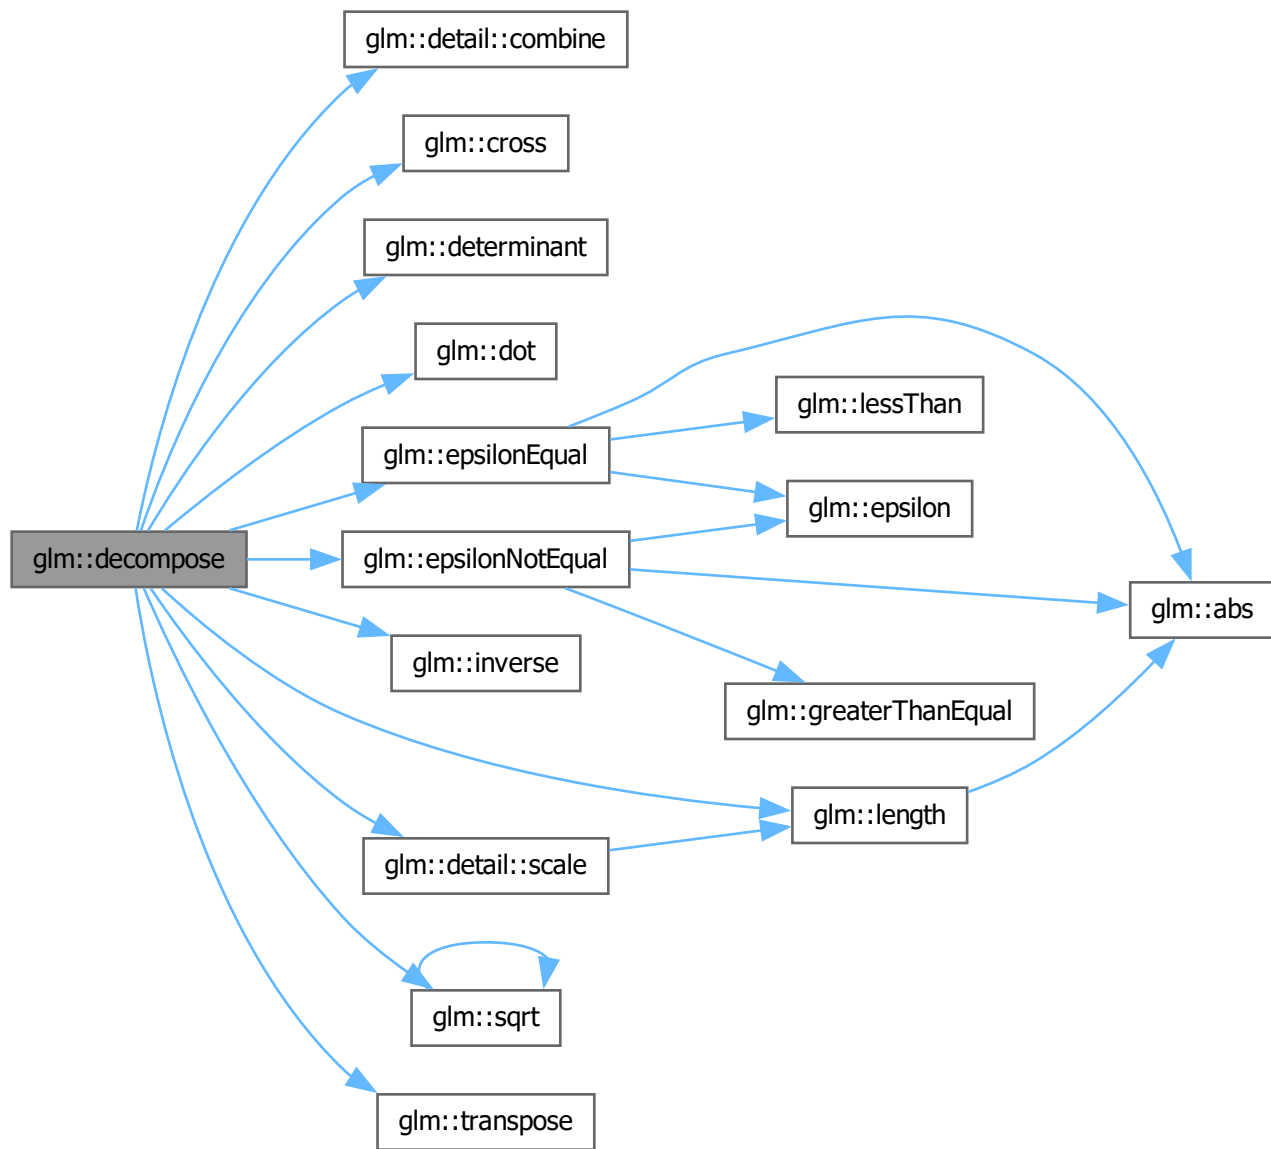 glm::detail::combine
glm::cross
glm::determinant
glm::dot
glm::lessThan
glm::epsilonEqual
glm::epsilon
glm::decompose
glm::epsilonNotEqual
glm::abs
glm::inverse
glm::greaterThanEqual
glm::length
glm::detail::scale
glm::sqrt
glm::transpose